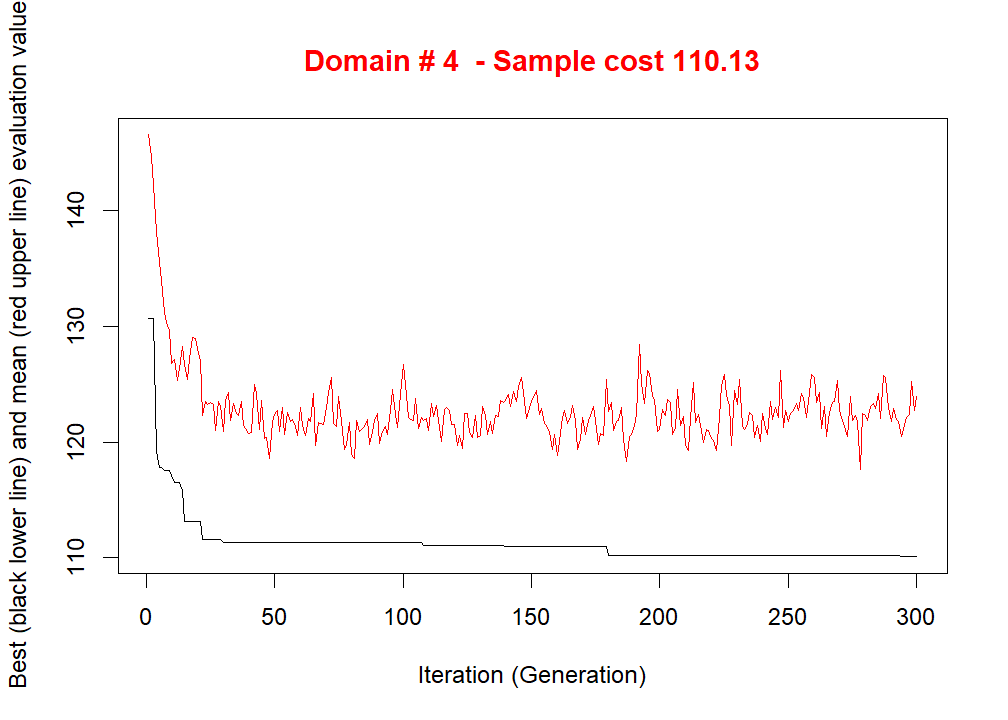 Domain # 4  - Sample cost 110.13
Best (black lower line) and mean (red upper line) evaluation value
140
130
120
110
0 50 100 150 200 250 300
Iteration (Generation)